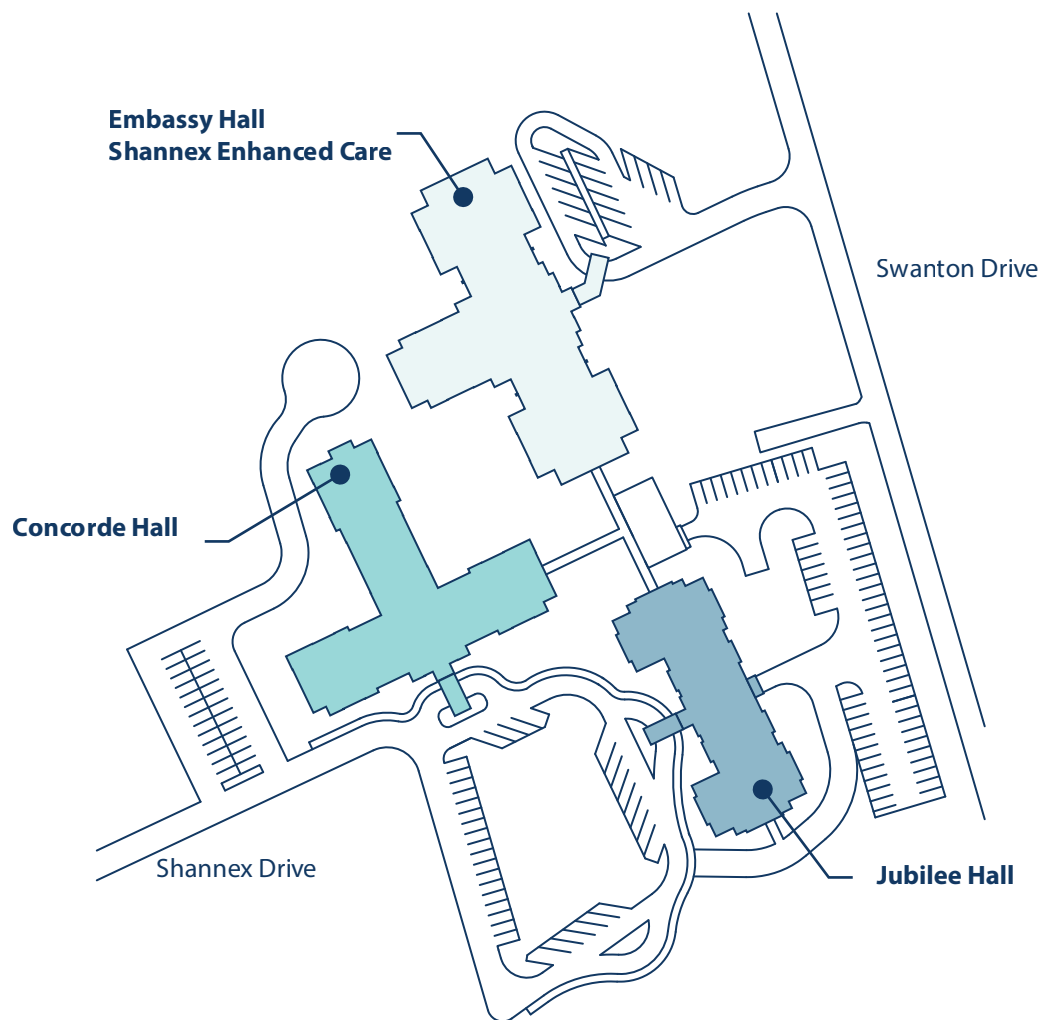 Embassy Hall
Shannex Enhanced Care
Swanton Drive
Concorde Hall
Shannex Drive
Jubilee Hall